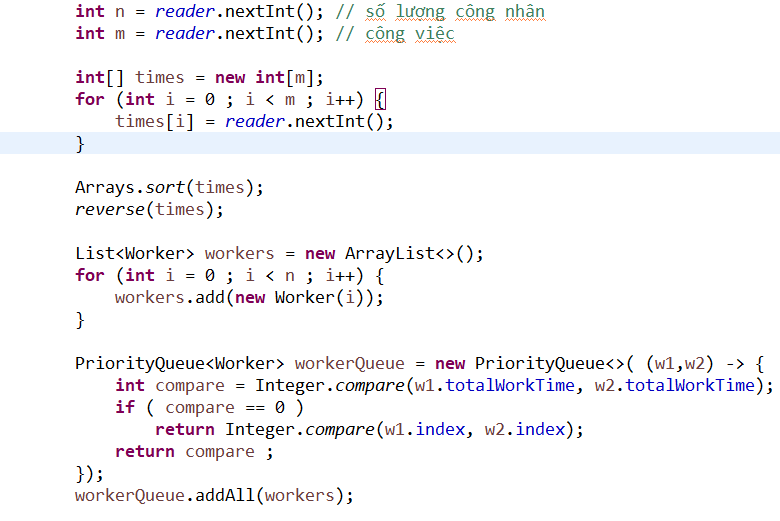 int n = reader.nextInt(); // số lượng công nhân
int m = reader.nextInt(); // công việc
int[] times = new int[m];
for (int i = 0 ; i < m ; i++) {
times[i] = reader.nextInt();
}
Arrays.sort(times);
reverse(times);
List<Worker> workers = new ArrayList<>();
for (int i = 0 ; i < n ; i++) {
workers.add(new Worker(i));
}
PriorityQueue<Worker> workerQueue = new PriorityQueue<>( (w1,w2) -> {
int compare = Integer.compare(w1.totalWorkTime, w2.totalWorkTime);
if ( compare == 0 )
return Integer.compare(w1.index, w2.index);
return compare ;
});
workerQueue.addAll(workers);